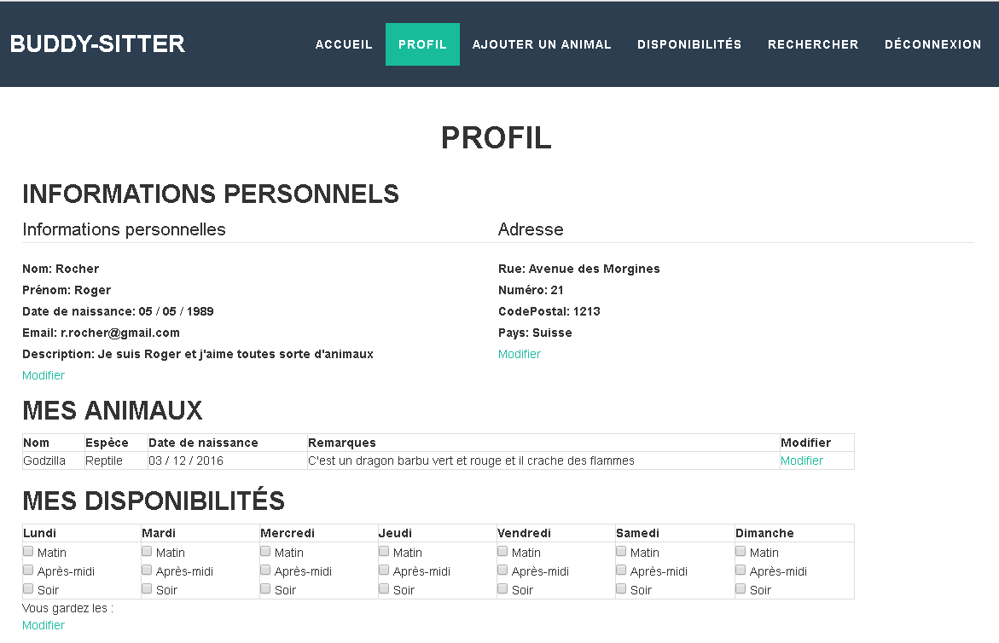 BUDDY-SITTER ACCUEIL PROFIL AJOUTER UN ANIMAL DISPONIBILITÉS RECHERCHER DÉCONNEXION
PROFIL
INFORMATIONS PERSONNELS
Informations personnelles Adresse
Nom: Rocher Rue: Avenue des Morgines
Prénom: Roger Numéro: 21
Date de naissance: 05 / 05 / 1989 CodePostal: 1213
Email: r.rocher@gmail.com Pays: Suisse
Description: Je suis Roger et j'aime toutes sorte d'animaux Modifier
Modifier
MES ANIMAUX
Nom Espèce Date de naissance Remarques Modifier
Godzilla Reptile 03 / 12 / 2016 C'est un dragon barbu vert et rouge et il crache des flammes Modifier
MES DISPONIBILITÉS
Lundi Mardi Mercredi Jeudi Vendredi Samedi Dimanche
Matin Matin Matin Matin Matin Matin Matin
Après-midi Après-midi Après-midi Après-midi Après-midi Après-midi Après-midi
Soir Soir Soir Soir Soir Soir Soir
Vous gardez les :
Modifier